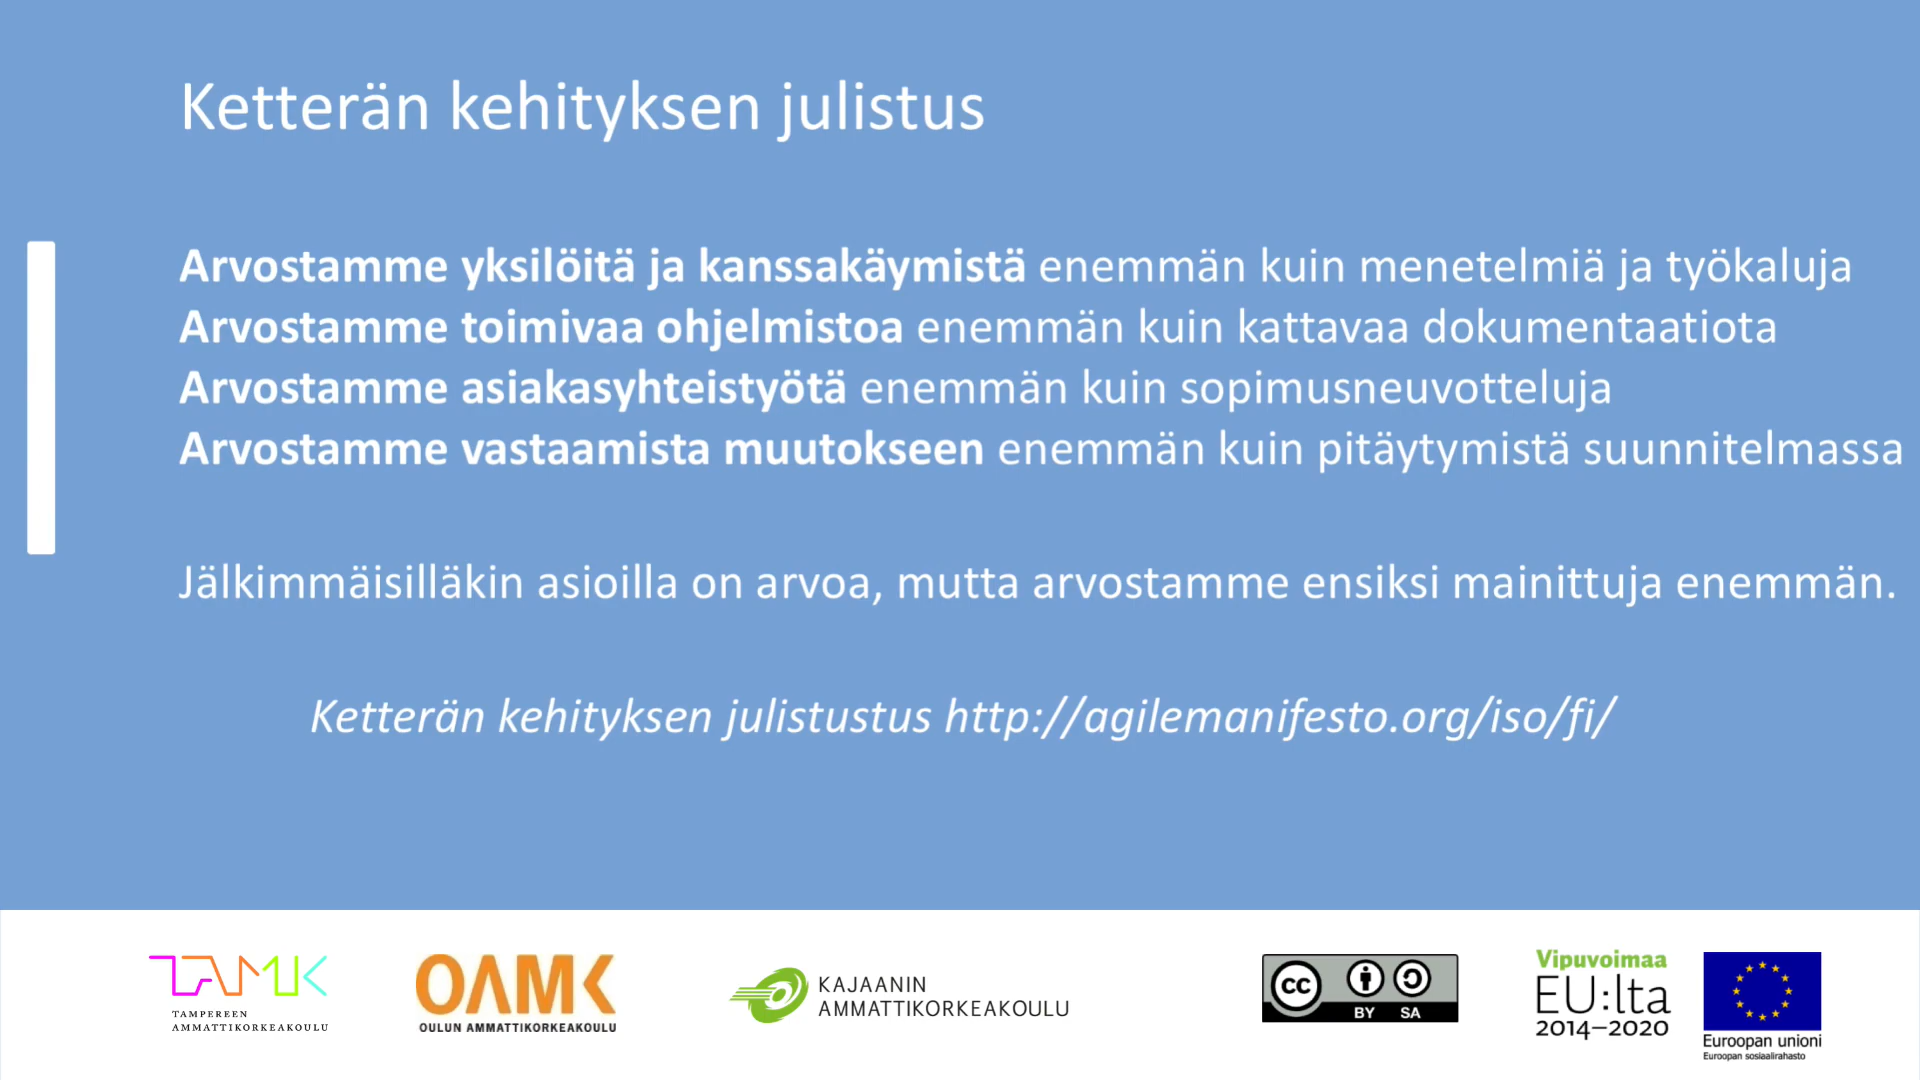 Ketterän kehityksen julistus
Arvostamme yksilöitä ja kanssakäymistä enemmän kuin menetelmiä ja työkaluja
Arvostamme toimivaa ohjelmistoa enemmän kuin kattavaa dokumentaatiota
Arvostamme asiakasyhteistyötä enemmän kuin sopimusneuvotteluja
Arvostamme vastaamista muutokseen enemmän kuin pitäytymistä suunnitelmassa
Jälkimmäisilläkin asioilla on arvoa, mutta arvostamme ensiksi mainittuja enemmän.
Ketterän kehityksen julistustus http://agilemanifesto.org/iso/fi/
TAMK
TAMPEREEN
AMMATTIKORKEAKOULU
OAMK
OULUN AMMATTIKORKEAKOULU
KAJAANIN
AMMATTIKORKEAKOULU
cc
BY SA
Vipuvoimaa
EU:lta
2014–2020
Euroopan unioni
Euroopan sosiaalirahasto